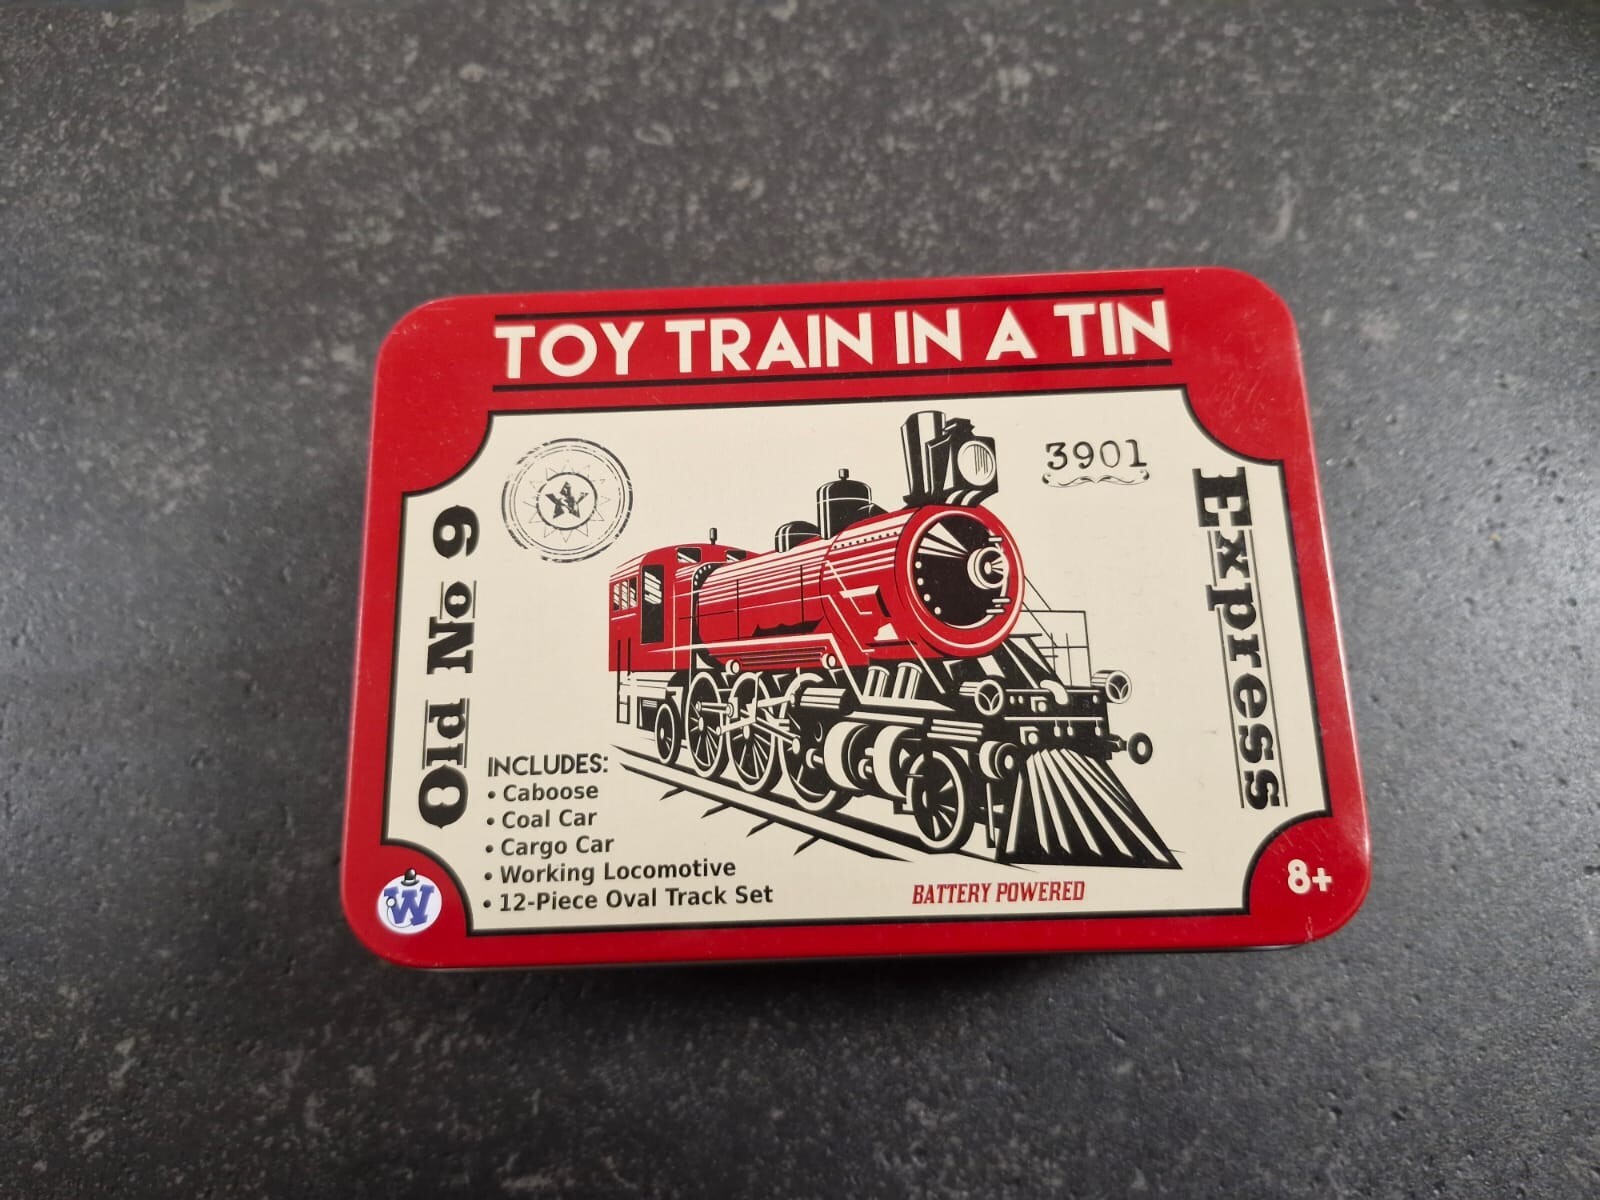 TOY TRAIN IN A TIN
3901
Old No 9
Express
INCLUDES:
• Caboose
• Coal Car
• Cargo Car
• Working Locomotive
• 12-Piece Oval Track Set
BATTERY POWERED
8+
W